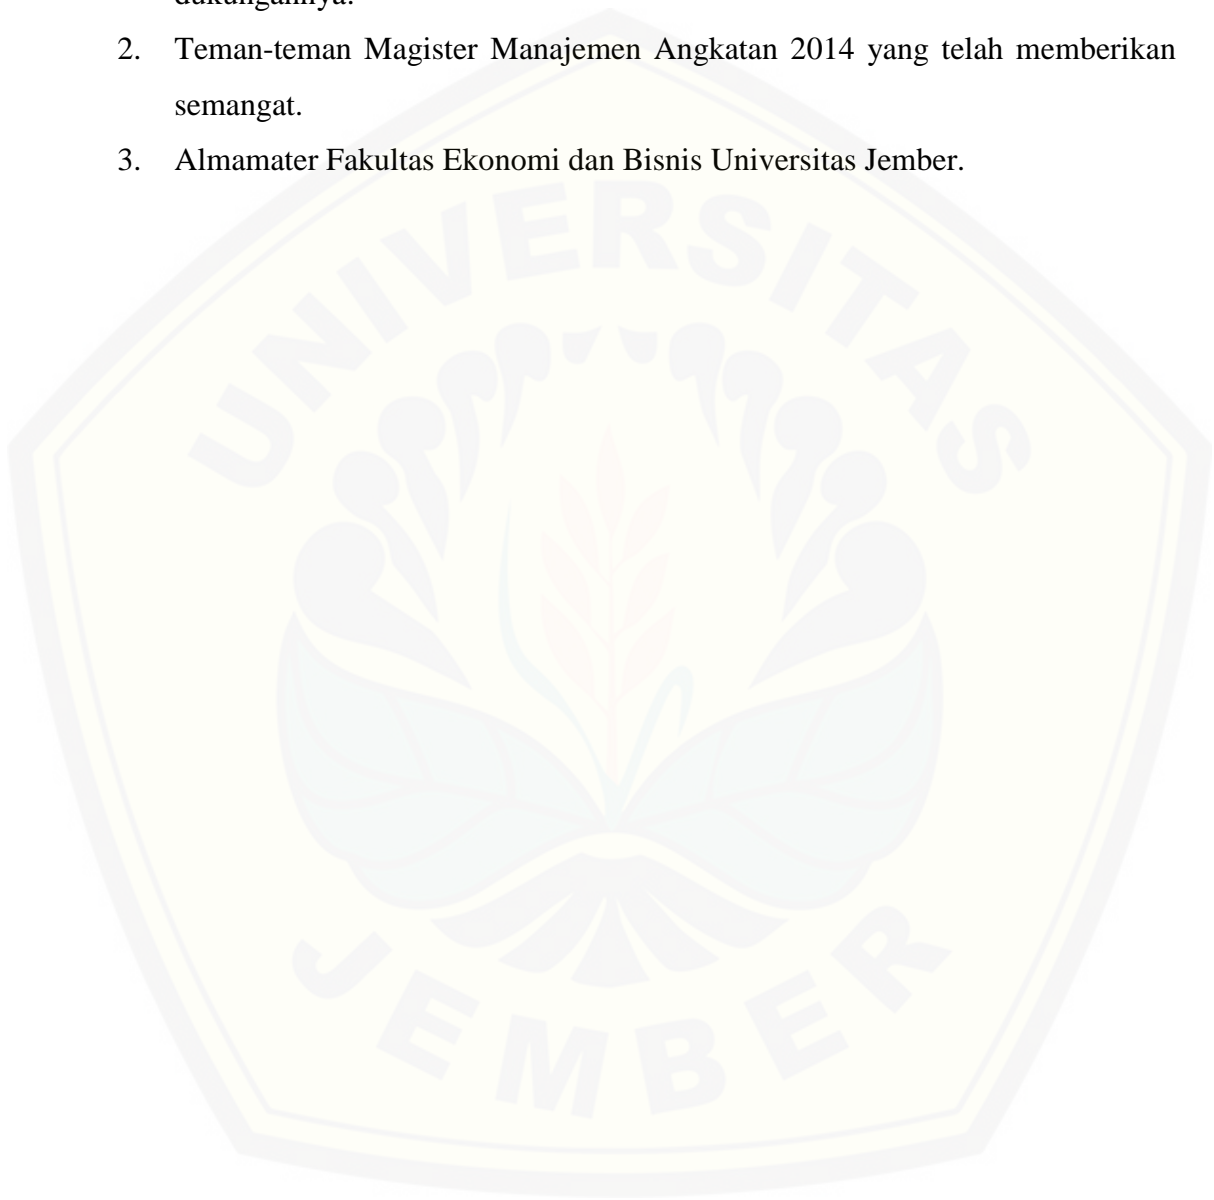 dukungannya.
2. Teman-teman Magister Manajemen Angkatan 2014 yang telah memberikan
semangat.
3. Almamater Fakultas Ekonomi dan Bisnis Universitas Jember.
UNIVERSITAS
JEMBER